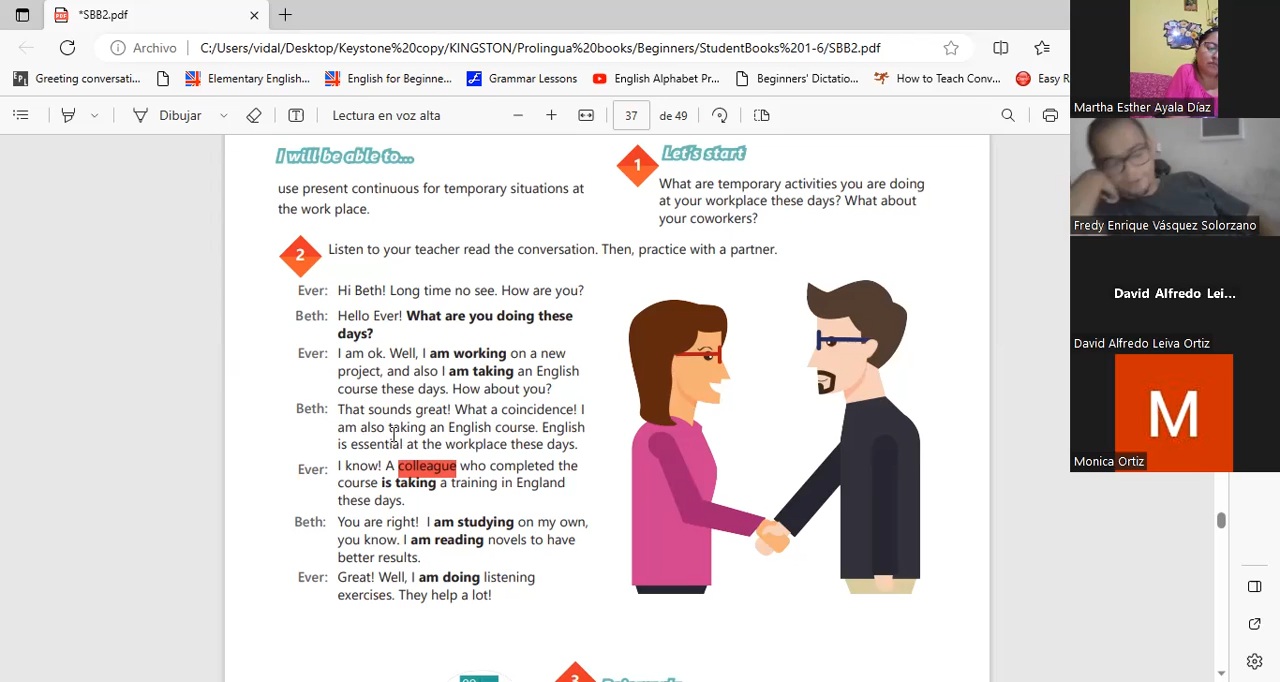 *SBB2.pdf
Archivo
C:/Users/vidal/Desktop/Keystone%20copy/KINGSTON/Prolingua%20books/Beginners/StudentBooks%201-6/SBB2.pdf
Greeting conversati...
Elementary English...
English for Beginne...
Grammar Lessons
English Alphabet Pr...
Beginners' Dictatio...
How to Teach Conv...
Easy R
Dibujar
Lectura en voz alta
37
de 49
I will be able to...
use present continuous for temporary situations at
the work place.
1
Let's start
What are temporary activities you are doing
at your workplace these days? What about
your coworkers?
2
Listen to your teacher read the conversation. Then, practice with a partner.
Ever: Hi Beth! Long time no see. How are you?
Beth: Hello Ever! What are you doing these
days?
Ever: I am ok. Well, I am working on a new
project, and also I am taking an English
course these days. How about you?
Beth: That sounds great! What a coincidence! I
am also taking an English course. English
is essential at the workplace these days.
Ever: I know! A colleague who completed the
course is taking a training in England
these days.
Beth: You are right! I am studying on my own,
you know. I am reading novels to have
better results.
Ever: Great! Well, I am doing listening
exercises. They help a lot!
Martha Esther Ayala Díaz
Fredy Enrique Vásquez Solorzano
David Alfredo Lei...
David Alfredo Leiva Ortiz
M
Monica Ortiz